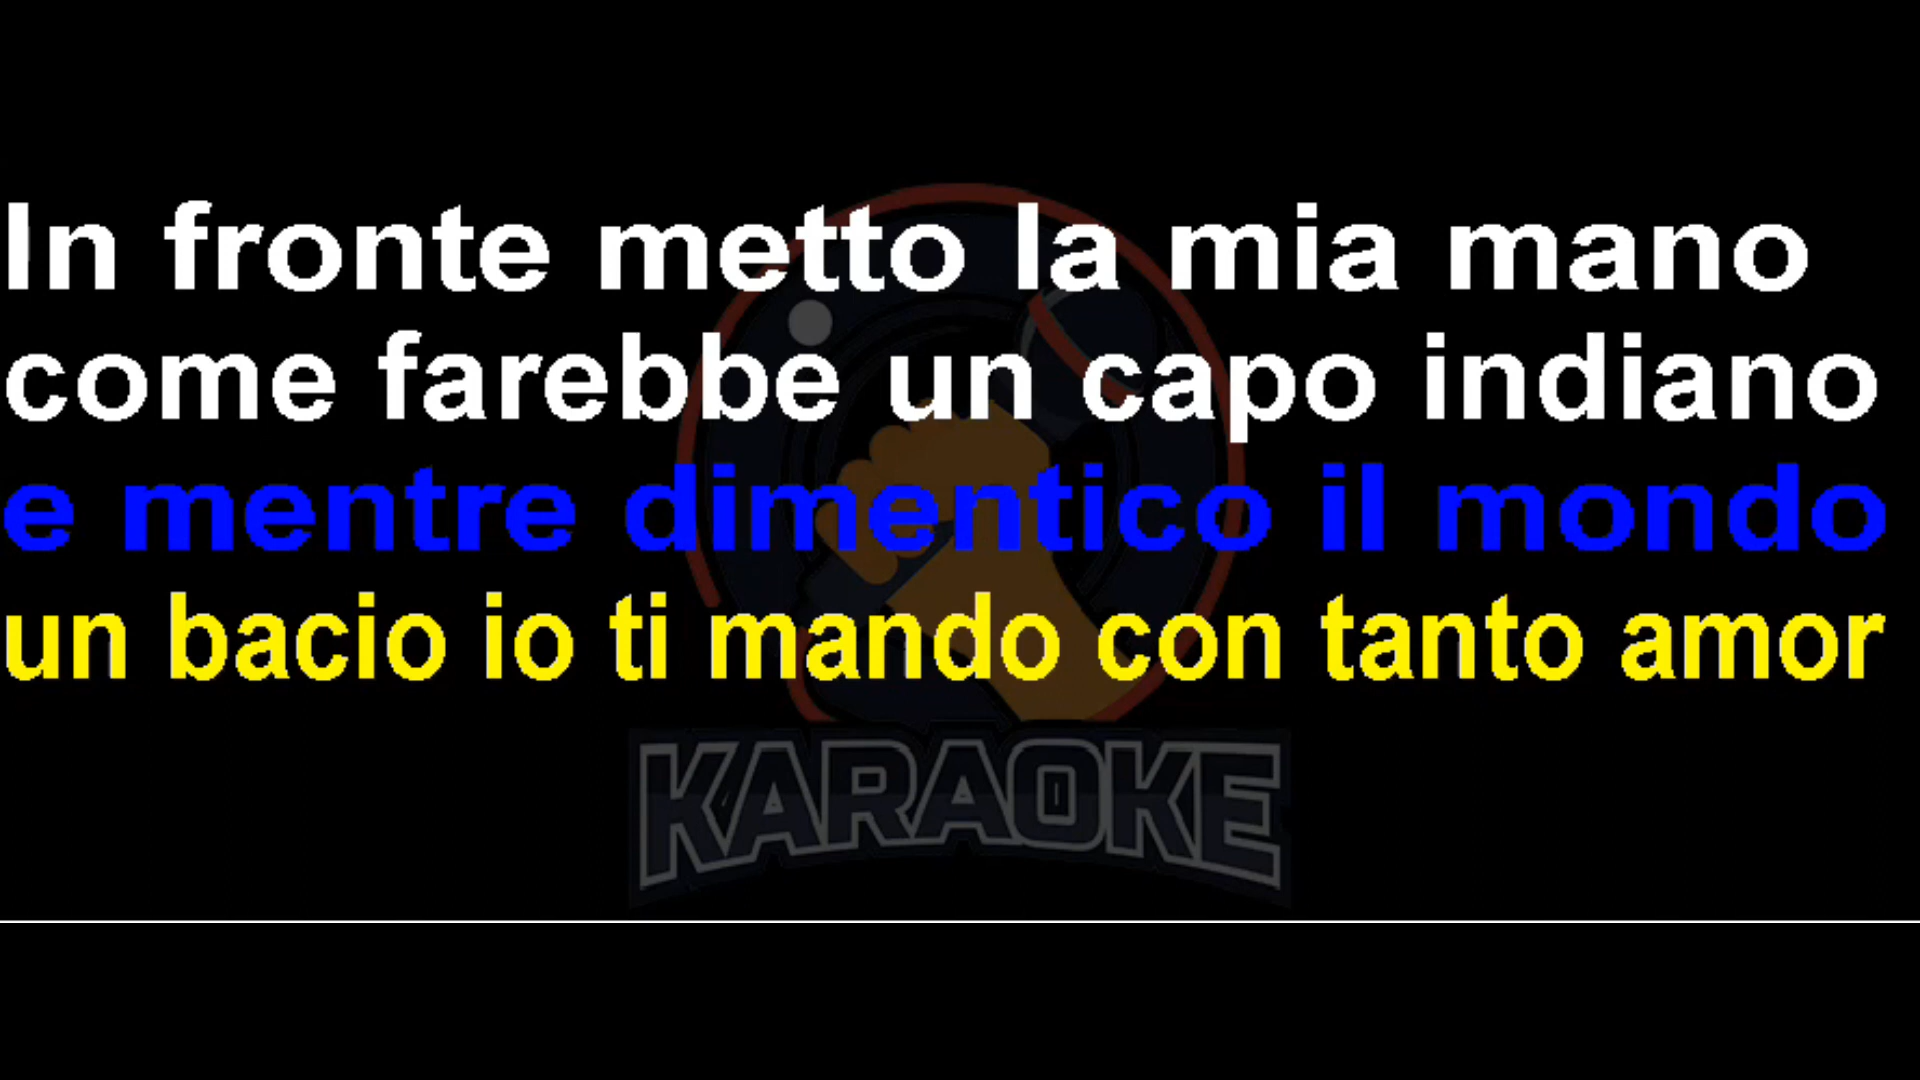 In fronte metto la mia mano
come farebbe un capo indiano
e mentre dimentico il mondo
un bacio io ti mando con tanto amor
KARAOKE